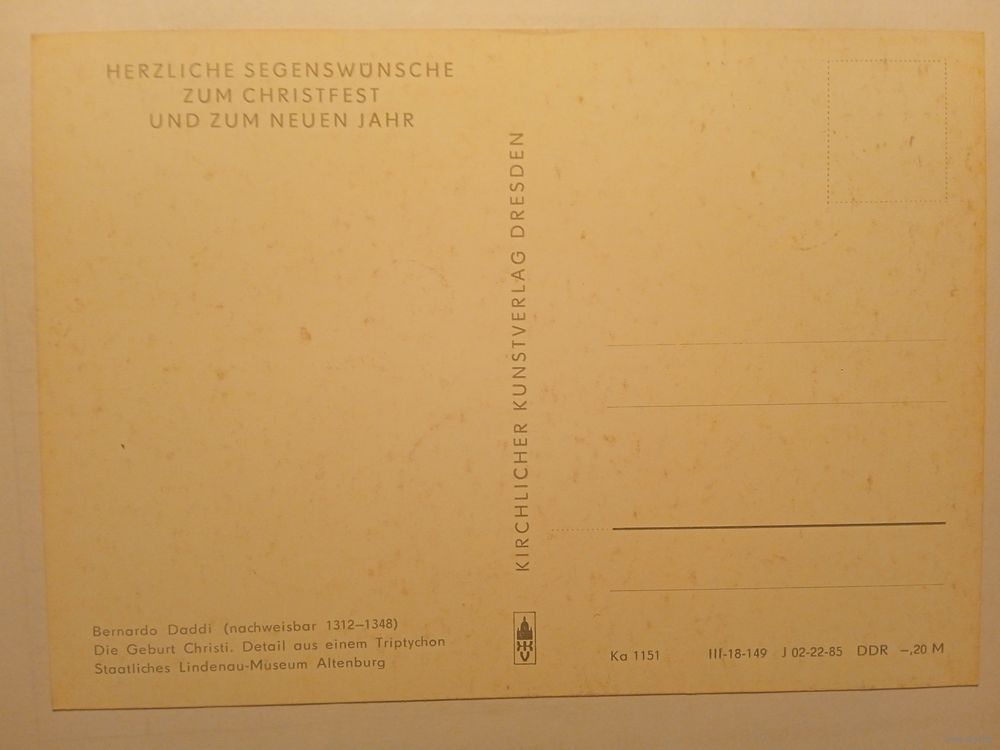 HERZLICHE SEGENSWÜNSCHE
ZUM CHRISTFEST
UND ZUM NEUEN JAHR
KIRCHLICHER KUNSTVERLAG DRESDEN
Bernardo Daddi (nachweisbar 1312–1348)
Die Geburt Christi. Detail aus einem Triptychon
Staatliches Lindenau-Museum Altenburg
Ka 1151 III-18-149 J 02-22-85 DDR –,20 M